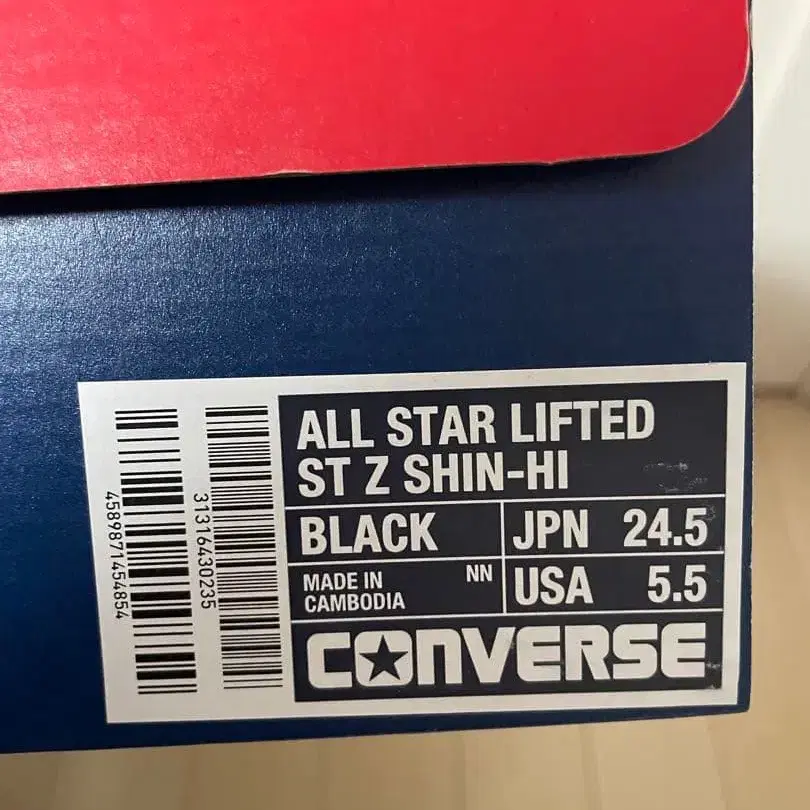 ALL STAR LIFTED
ST Z SHIN-HI
BLACK
JPN 24.5
MADE IN
CAMBODIA
NN
USA 5.5
CONVERSE
4589871454854
31316430235